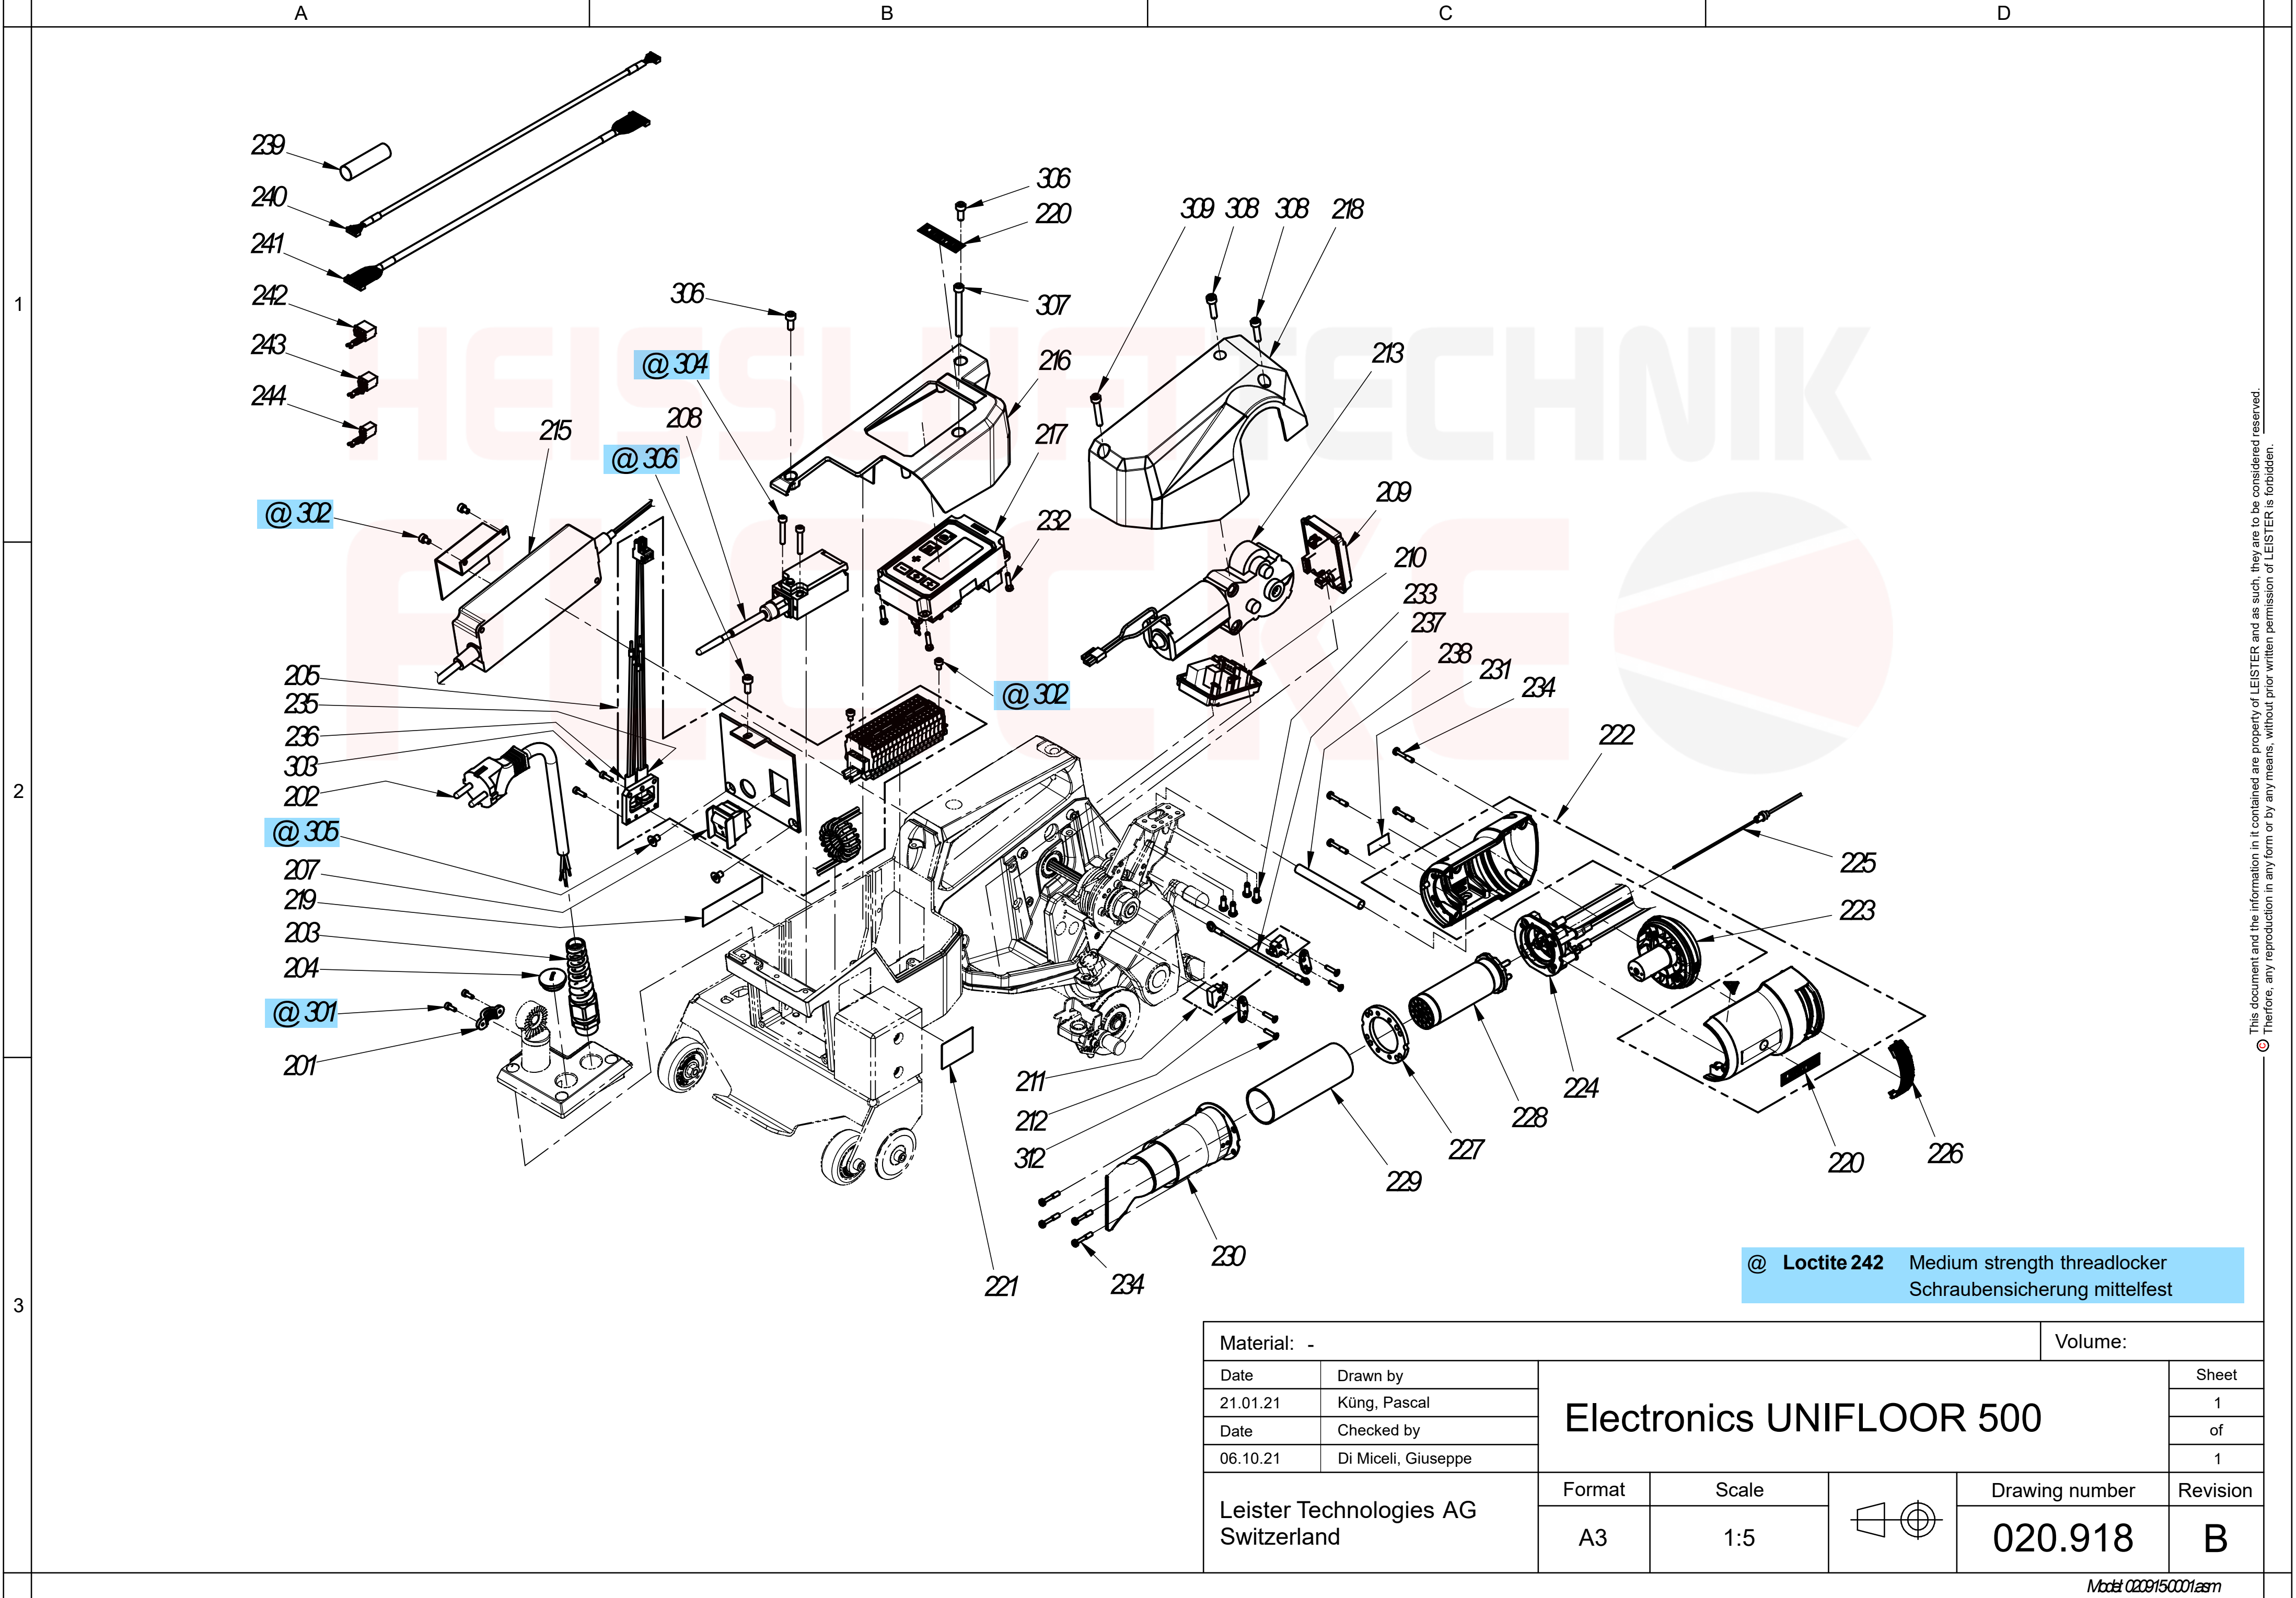 A
B
C
D
1
2
3
HEISSLUFTTECHNIK
FLOCKE
239
240
241
242
243
244
215
@ 302
306
@ 304
208
@ 306
306
220
307
216
217
232
@ 302
309
308
308
218
213
209
210
233
237
238
231
234
222
225
223
205
235
236
303
202
@ 305
207
219
203
204
@ 301
201
211
212
312
221
234
230
229
227
228
224
220
226
@ Loctite 242 Medium strength threadlocker
Schraubensicherung mittelfest
This document and the information in it contained are property of LEISTER and as such, they are to be considered reserved.
Therfore, any reproduction in any form or by any means, without prior written permission of LEISTER is forbidden.
©
Material: -
Volume:
Date
Drawn by
21.01.21
Küng, Pascal
Date
Checked by
06.10.21
Di Miceli, Giuseppe
Electronics UNIFLOOR 500
Sheet
1
of
1
Leister Technologies AG
Switzerland
Format
A3
Scale
1:5
Drawing number
020.918
Revision
B
Model: 020915-0001.asm